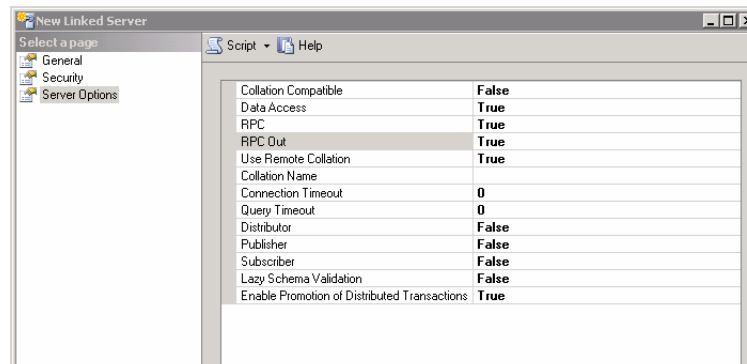 New Linked Server
Select a page
General
Security
Server Options
Script Help
Collation Compatible False
Data Access True
RPC True
RPC Out True
Use Remote Collation True
Collation Name
Connection Timeout 0
Query Timeout 0
Distributor False
Publisher False
Subscriber False
Lazy Schema Validation False
Enable Promotion of Distributed Transactions True